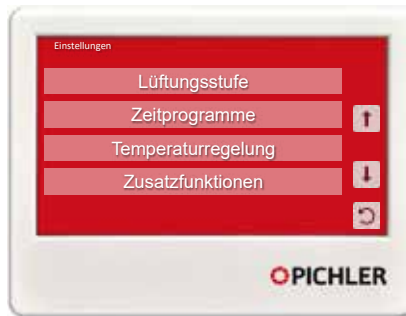 Einstellungen
Lüftungsstufe
Zeitprogramme
Temperaturregelung
Zusatzfunktionen
PICHLER